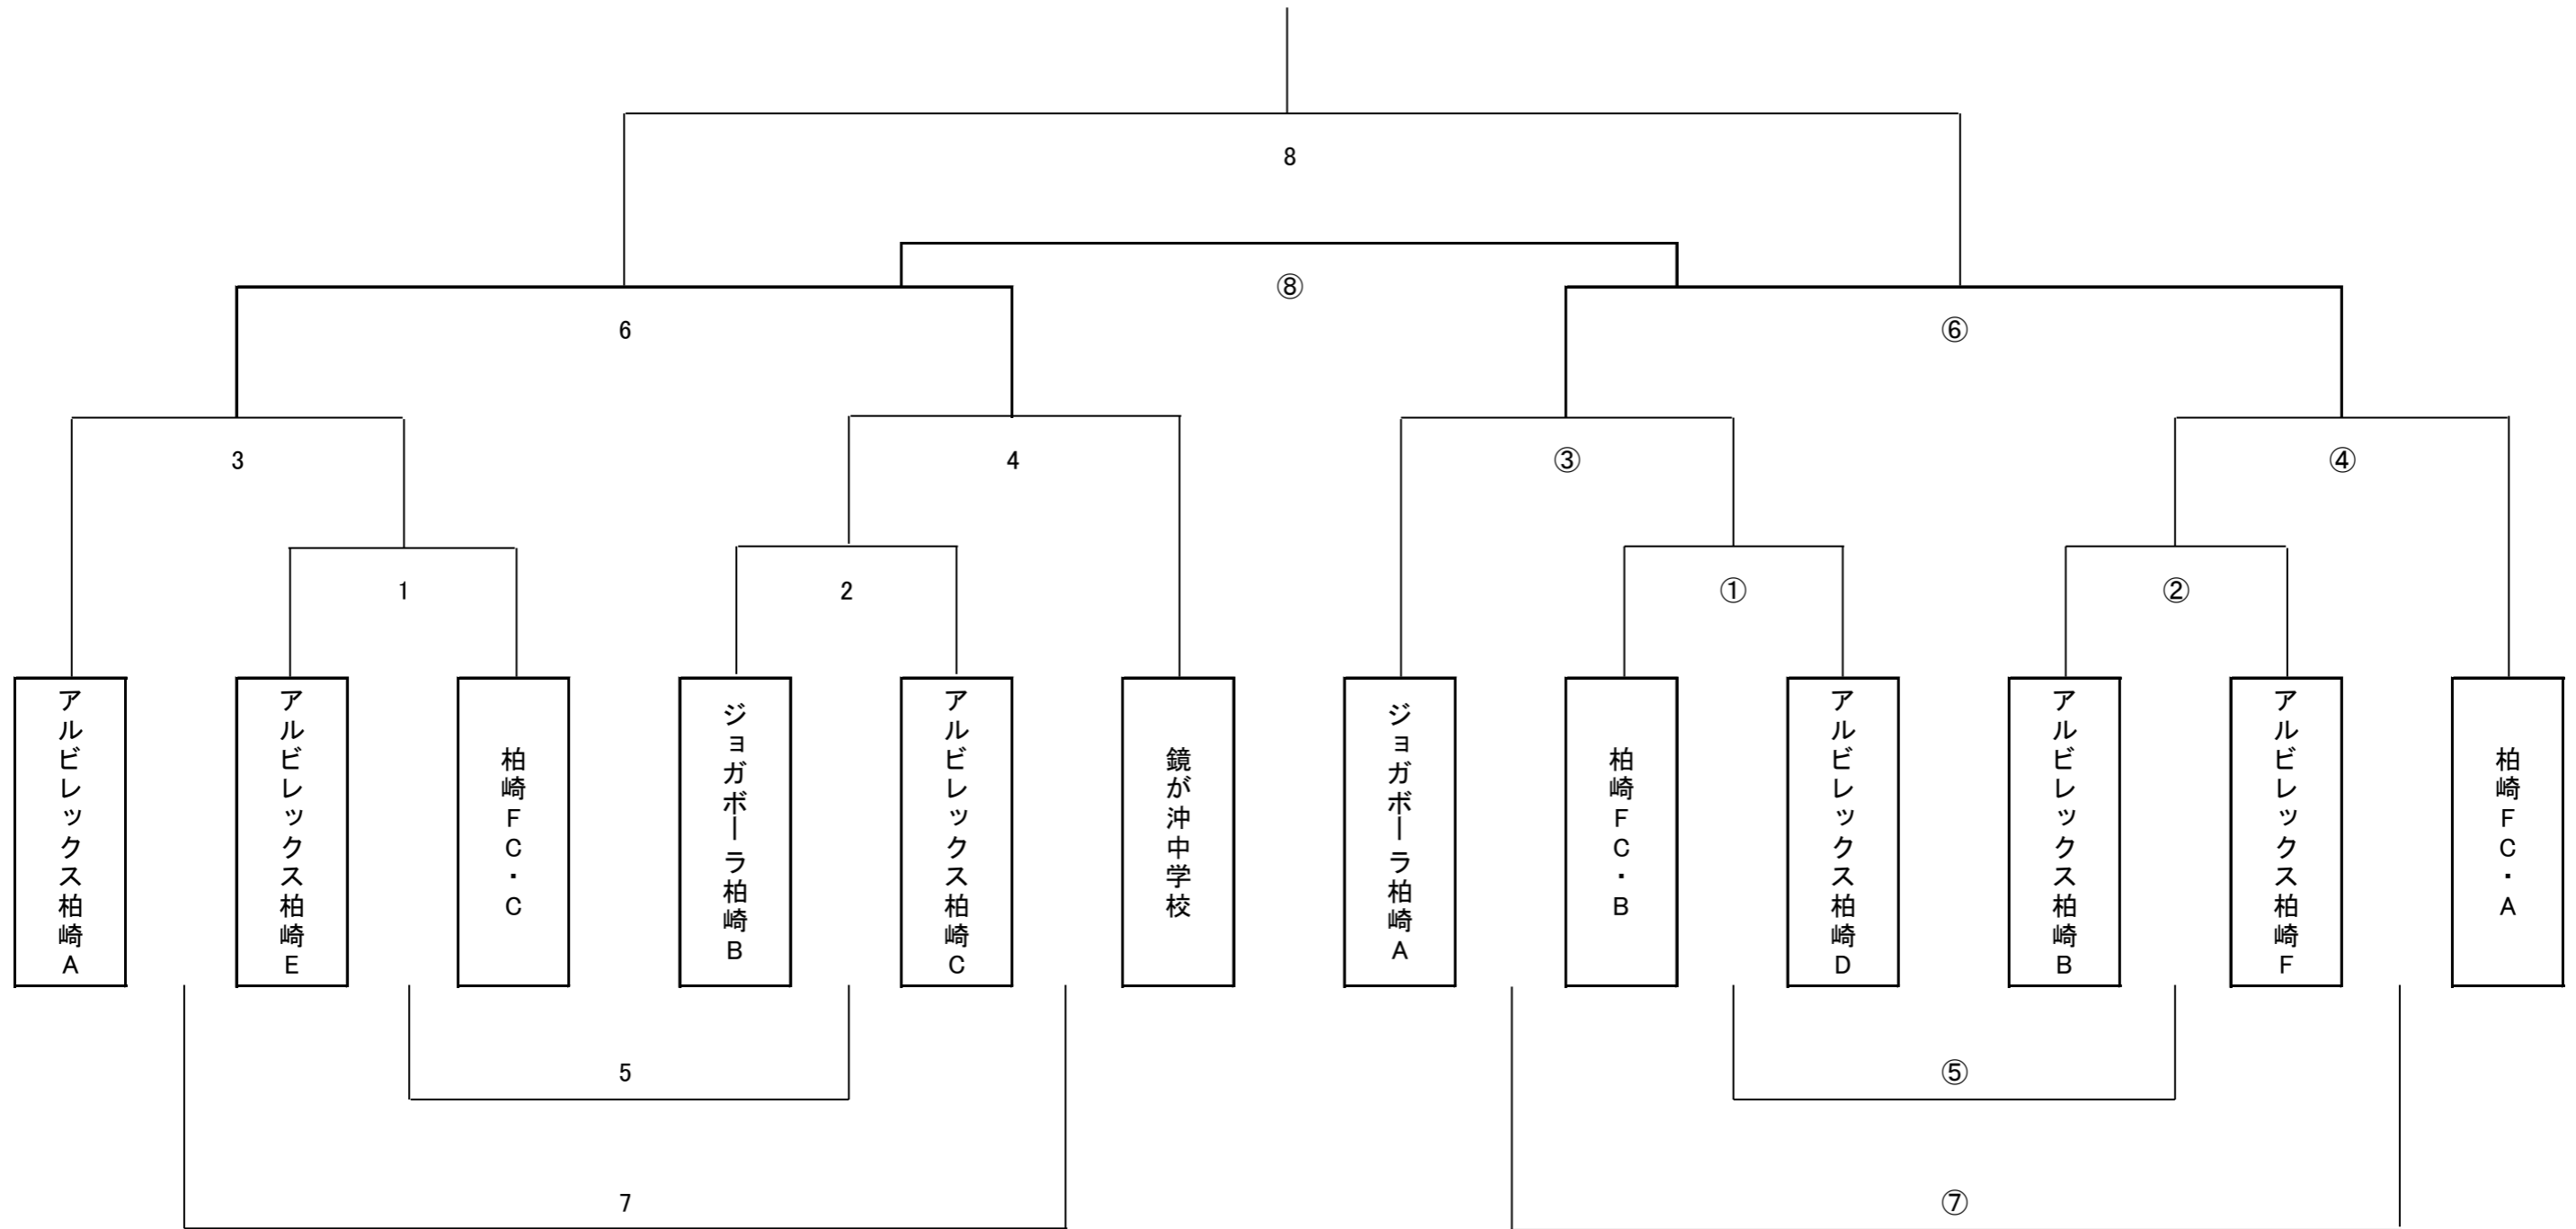 8
⑧
6
⑥
3
4
③
④
1
2
①
②
アルビレックス柏崎A
アルビレックス柏崎E
柏崎FC・C
ジョガボーラ柏崎B
アルビレックス柏崎C
鏡が沖中学校
ジョガボーラ柏崎A
柏崎FC・B
アルビレックス柏崎D
アルビレックス柏崎B
アルビレックス柏崎F
柏崎FC・A
5
⑤
7
⑦